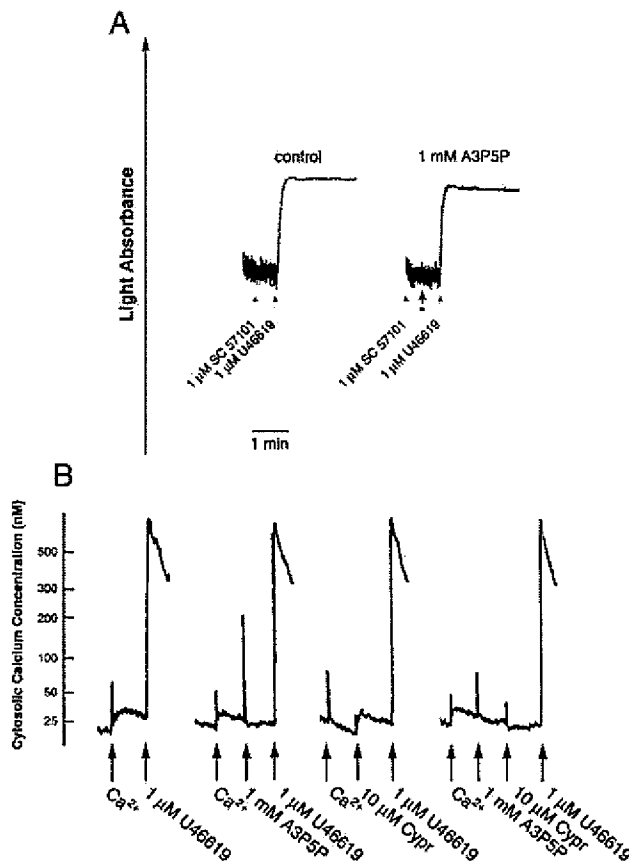 A
Light Absorbance
control
1 mM A3P5P
1 µM SC 57101
1 µM U46619
1 µM SC 57101
1 µM U46619
1 min
B
Cytosolic Calcium Concentration (nM)
500
300
200
100
50
25
Ca²⁺
1 µM U46619
Ca²⁺
1 mM A3P5P
1 µM U46619
Ca²⁺
10 µM Cypr
1 µM U46619
Ca²⁺
1 mM A3P5P
10 µM Cypr
1 µM U46619